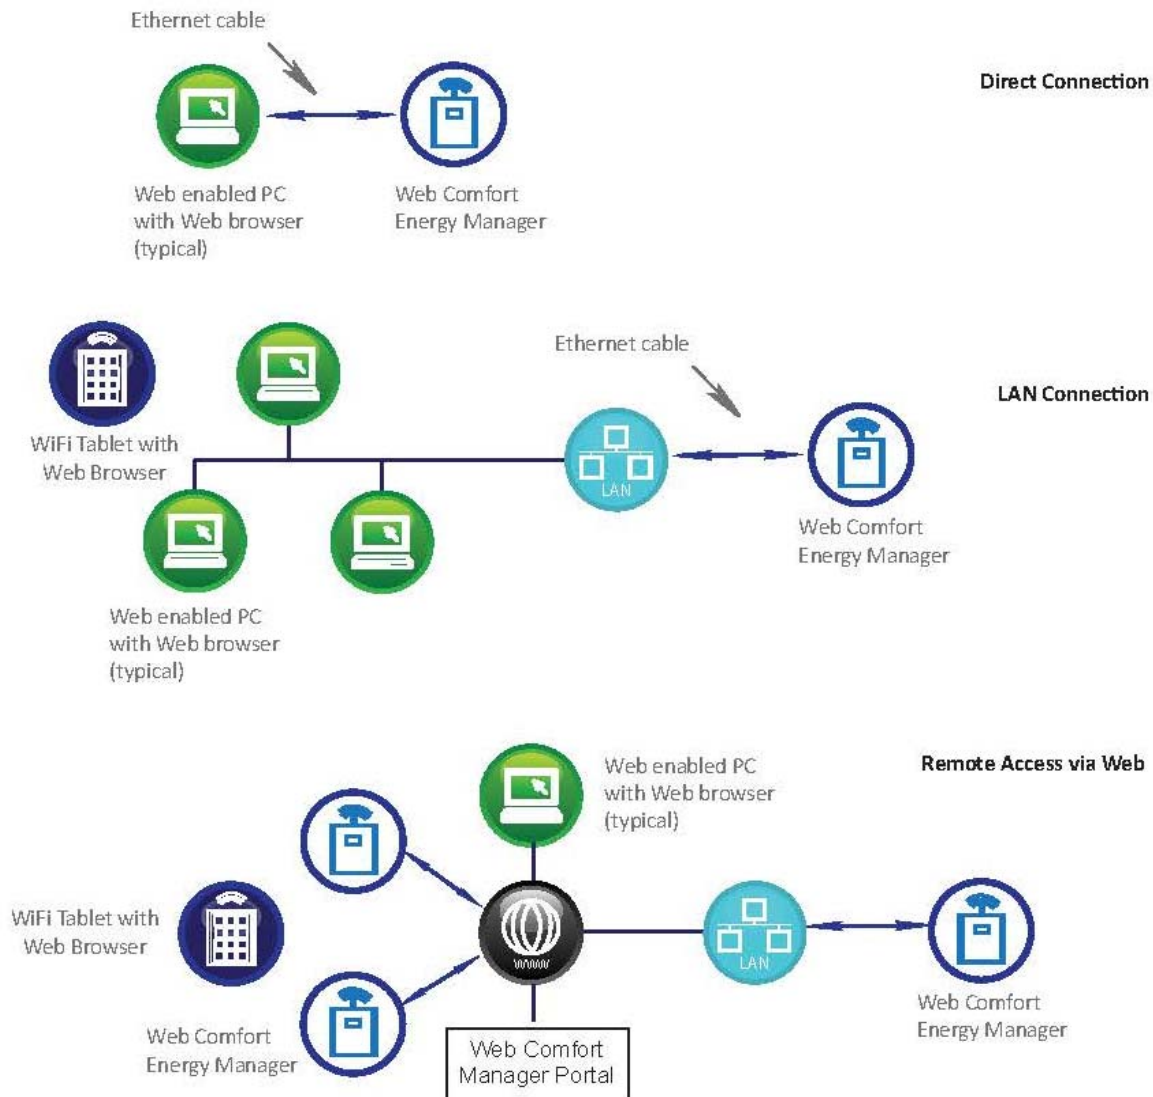 Ethernet cable
Direct Connection
Web enabled PC
with Web browser
(typical)
Web Comfort
Energy Manager
Ethernet cable
LAN Connection
WiFi Tablet with
Web Browser
LAN
Web Comfort
Energy Manager
Web enabled PC
with Web browser
(typical)
Remote Access via Web
Web enabled PC
with Web browser
(typical)
WiFi Tablet with
Web Browser
WWW
LAN
Web Comfort
Energy Manager
Web Comfort
Energy Manager
Web Comfort
Manager Portal